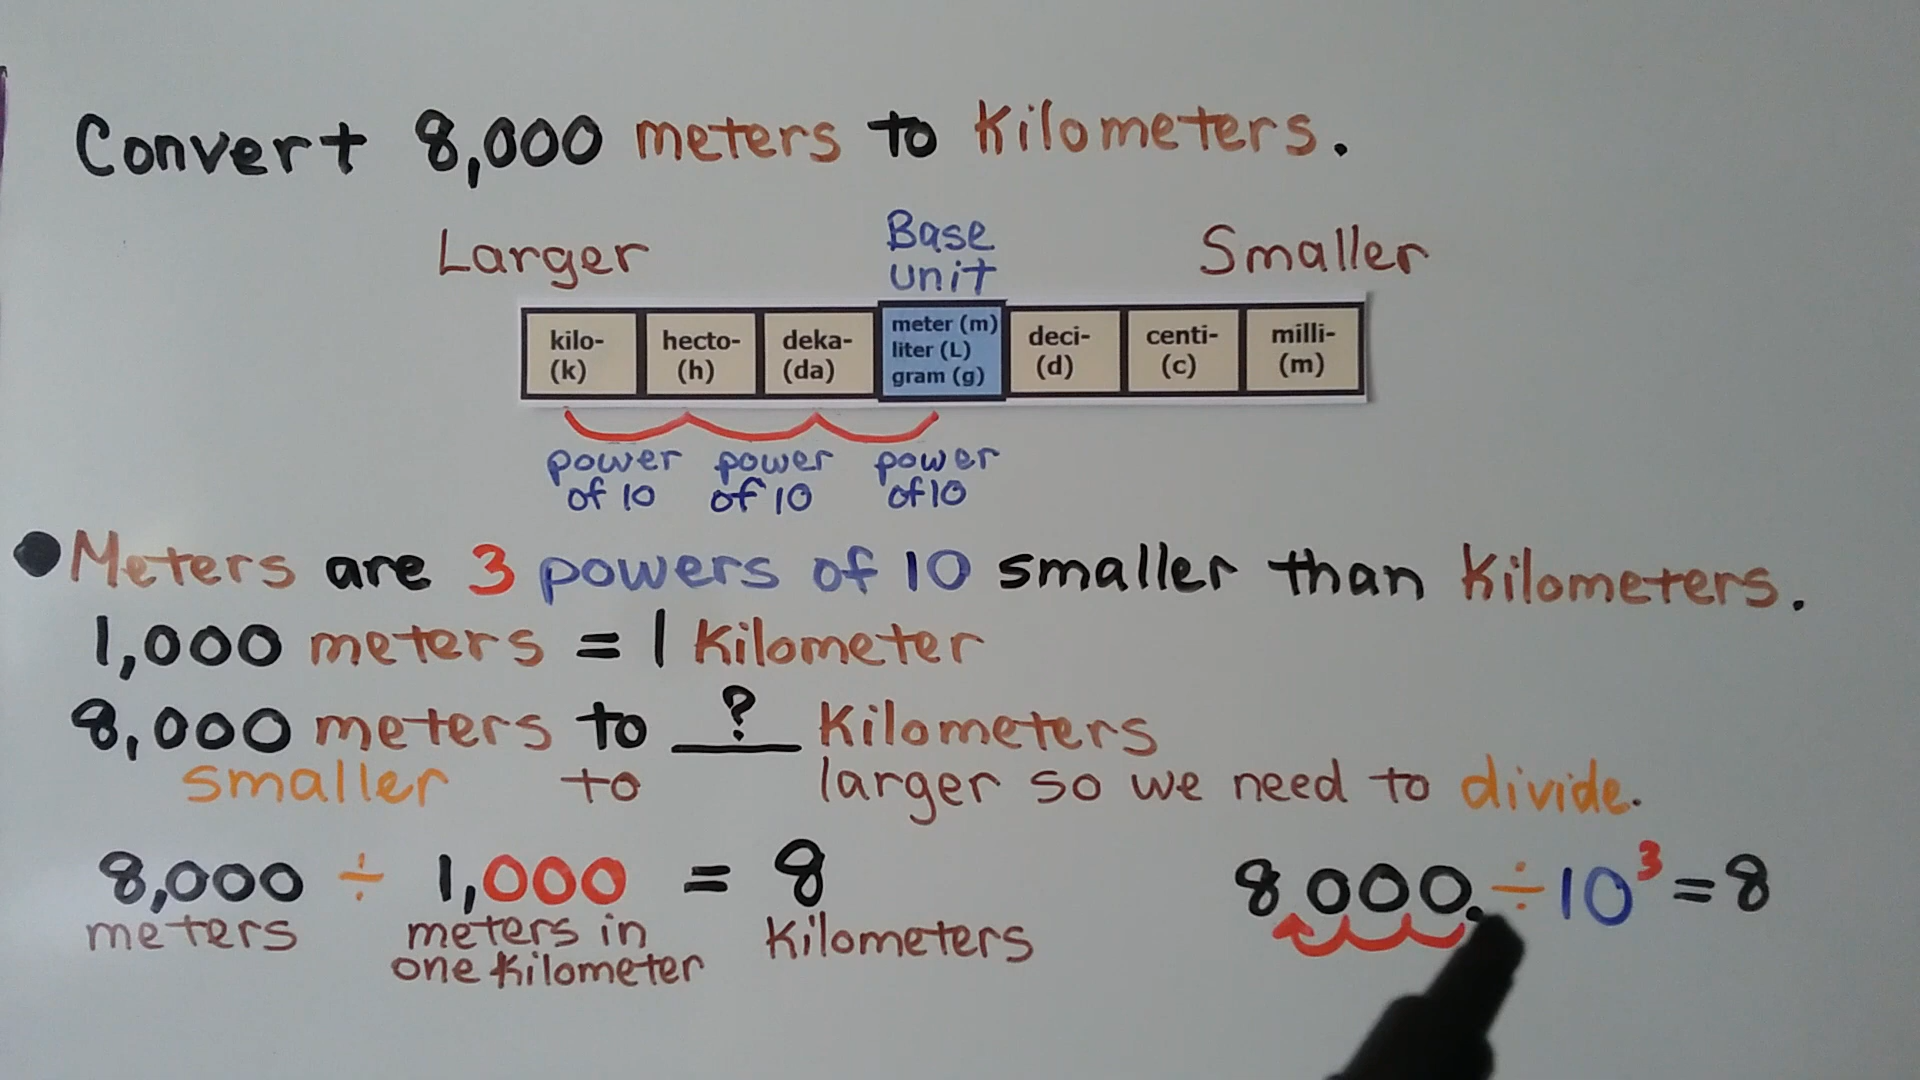 Convert 8,000 meters to Kilometers.
Larger Base unit Smaller
kilo- (k) hecto- (h) deka- (da) meter (m) liter (L) gram (g) deci- (d) centi- (c) milli- (m)
power of 10 power of 10 power of 10
Meters are 3 powers of 10 smaller than Kilometers.
1,000 meters = 1 Kilometer
8,000 meters to ? Kilometers
smaller to larger so we need to divide.
8,000 ÷ 1,000 = 8
meters meters in one Kilometer Kilometers
8000. ÷ 10³ = 8